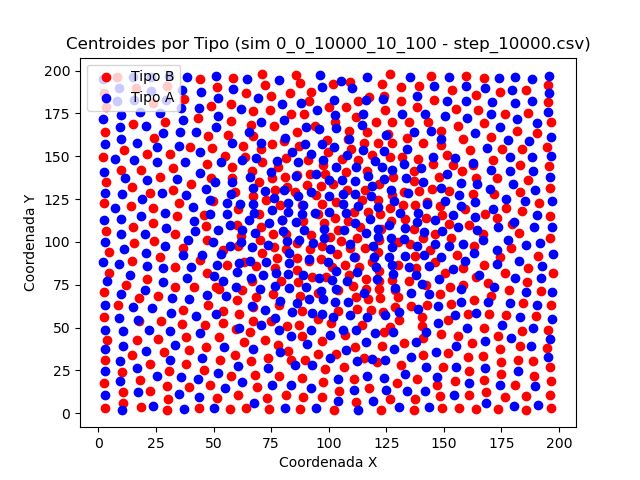 Centroides por Tipo (sim 0_0_10000_10_100 - step_10000.csv)
Tipo B
Tipo A
Coordenada Y
200
175
150
125
100
75
50
25
0
0 25 50 75 100 125 150 175 200
Coordenada X